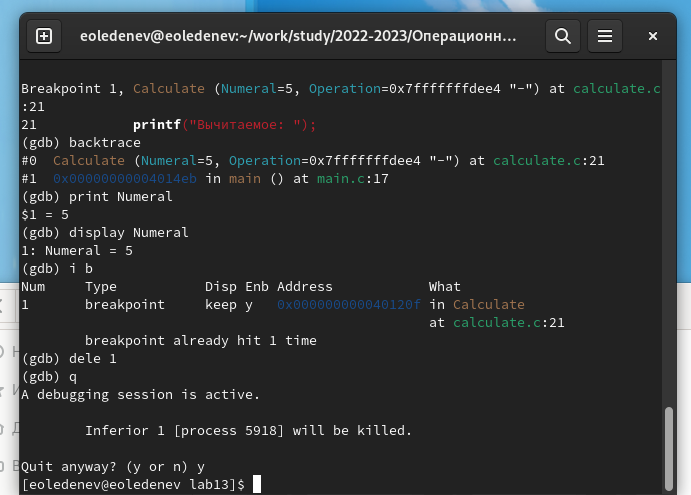 eoledenev@eoledenev:~/work/study/2022-2023/Операционн...
Breakpoint 1, Calculate (Numeral=5, Operation=0x7fffffffdee4 "-") at calculate.c
:21
21            printf("Вычитаемое: ");
(gdb) backtrace
#0  Calculate (Numeral=5, Operation=0x7fffffffdee4 "-") at calculate.c:21
#1  0x00000000004014eb in main () at main.c:17
(gdb) print Numeral
$1 = 5
(gdb) display Numeral
1: Numeral = 5
(gdb) i b
Num     Type           Disp Enb Address            What
1       breakpoint     keep y   0x000000000040120f in Calculate
                                                   at calculate.c:21
        breakpoint already hit 1 time
(gdb) dele 1
(gdb) q
A debugging session is active.
        Inferior 1 [process 5918] will be killed.
Quit anyway? (y or n) y
[eoledenev@eoledenev lab13]$